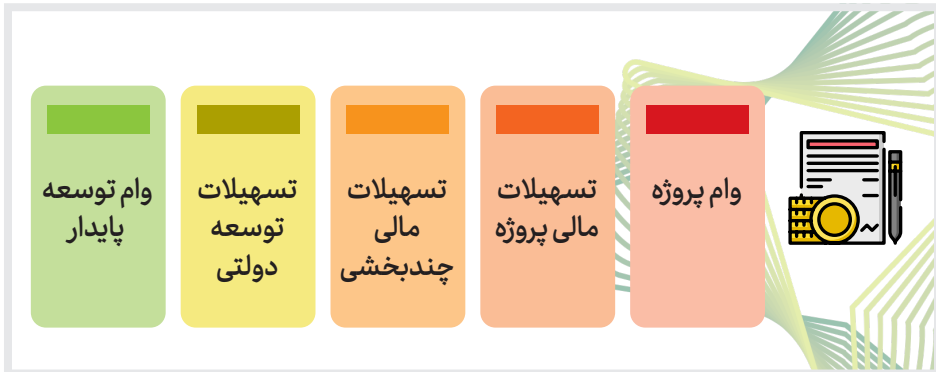 وام پروژه
تسهیلات
مالی پروژه
تسهیلات
مالی
چندبخشی
تسهیلات
توسعه
دولتی
وام توسعه
پایدار